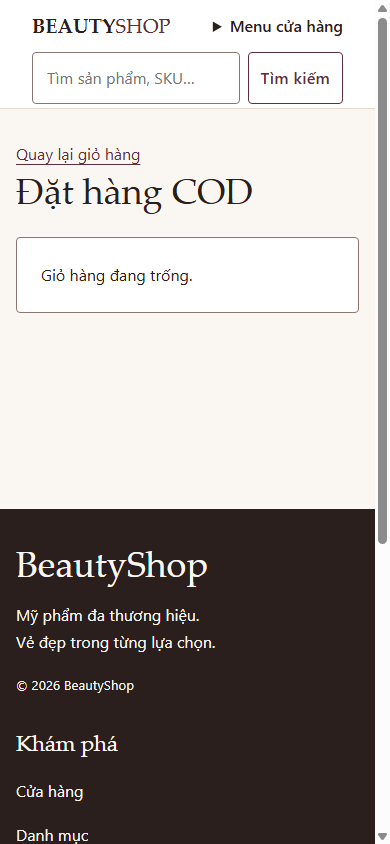 BEAUTYSHOP
Menu cửa hàng
Tìm sản phẩm, SKU...
Tìm kiếm
Quay lại giỏ hàng
Đặt hàng COD
Giỏ hàng đang trống.
BeautyShop
Mỹ phẩm đa thương hiệu.
Vẻ đẹp trong từng lựa chọn.
© 2026 BeautyShop
Khám phá
Cửa hàng
Danh mục